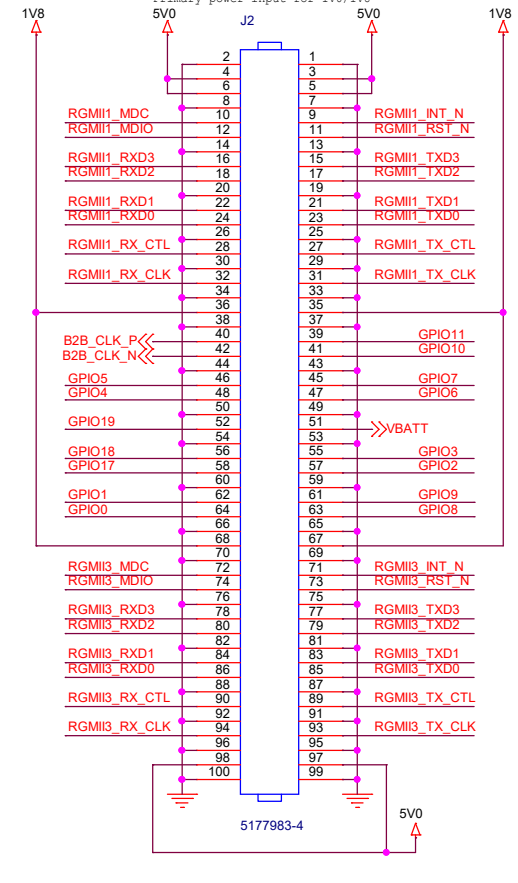 Primary power input for 1V0/1V8
1V8 5V0 J2 5V0 1V8
2 1
4 3
6 5
8 7
RGMII1_MDC 10 9 RGMII1_INT_N
RGMII1_MDIO 12 11 RGMII1_RST_N
14 13
RGMII1_RXD3 16 15 RGMII1_TXD3
RGMII1_RXD2 18 17 RGMII1_TXD2
20 19
RGMII1_RXD1 22 21 RGMII1_TXD1
RGMII1_RXD0 24 23 RGMII1_TXD0
26 25
RGMII1_RX_CTL 28 27 RGMII1_TX_CTL
30 29
RGMII1_RX_CLK 32 31 RGMII1_TX_CLK
34 33
36 35
38 37
B2B_CLK_P 40 39 GPIO11
B2B_CLK_N 42 41 GPIO10
44 43
GPIO5 46 45 GPIO7
GPIO4 48 47 GPIO6
50 49
GPIO19 52 51 VBATT
54 53
GPIO18 56 55 GPIO3
GPIO17 58 57 GPIO2
60 59
GPIO1 62 61 GPIO9
GPIO0 64 63 GPIO8
66 65
68 67
70 69
RGMII3_MDC 72 71 RGMII3_INT_N
RGMII3_MDIO 74 73 RGMII3_RST_N
76 75
RGMII3_RXD3 78 77 RGMII3_TXD3
RGMII3_RXD2 80 79 RGMII3_TXD2
82 81
RGMII3_RXD1 84 83 RGMII3_TXD1
RGMII3_RXD0 86 85 RGMII3_TXD0
88 87
RGMII3_RX_CTL 90 89 RGMII3_TX_CTL
92 91
RGMII3_RX_CLK 94 93 RGMII3_TX_CLK
96 95
98 97
100 99
5V0
5177983-4